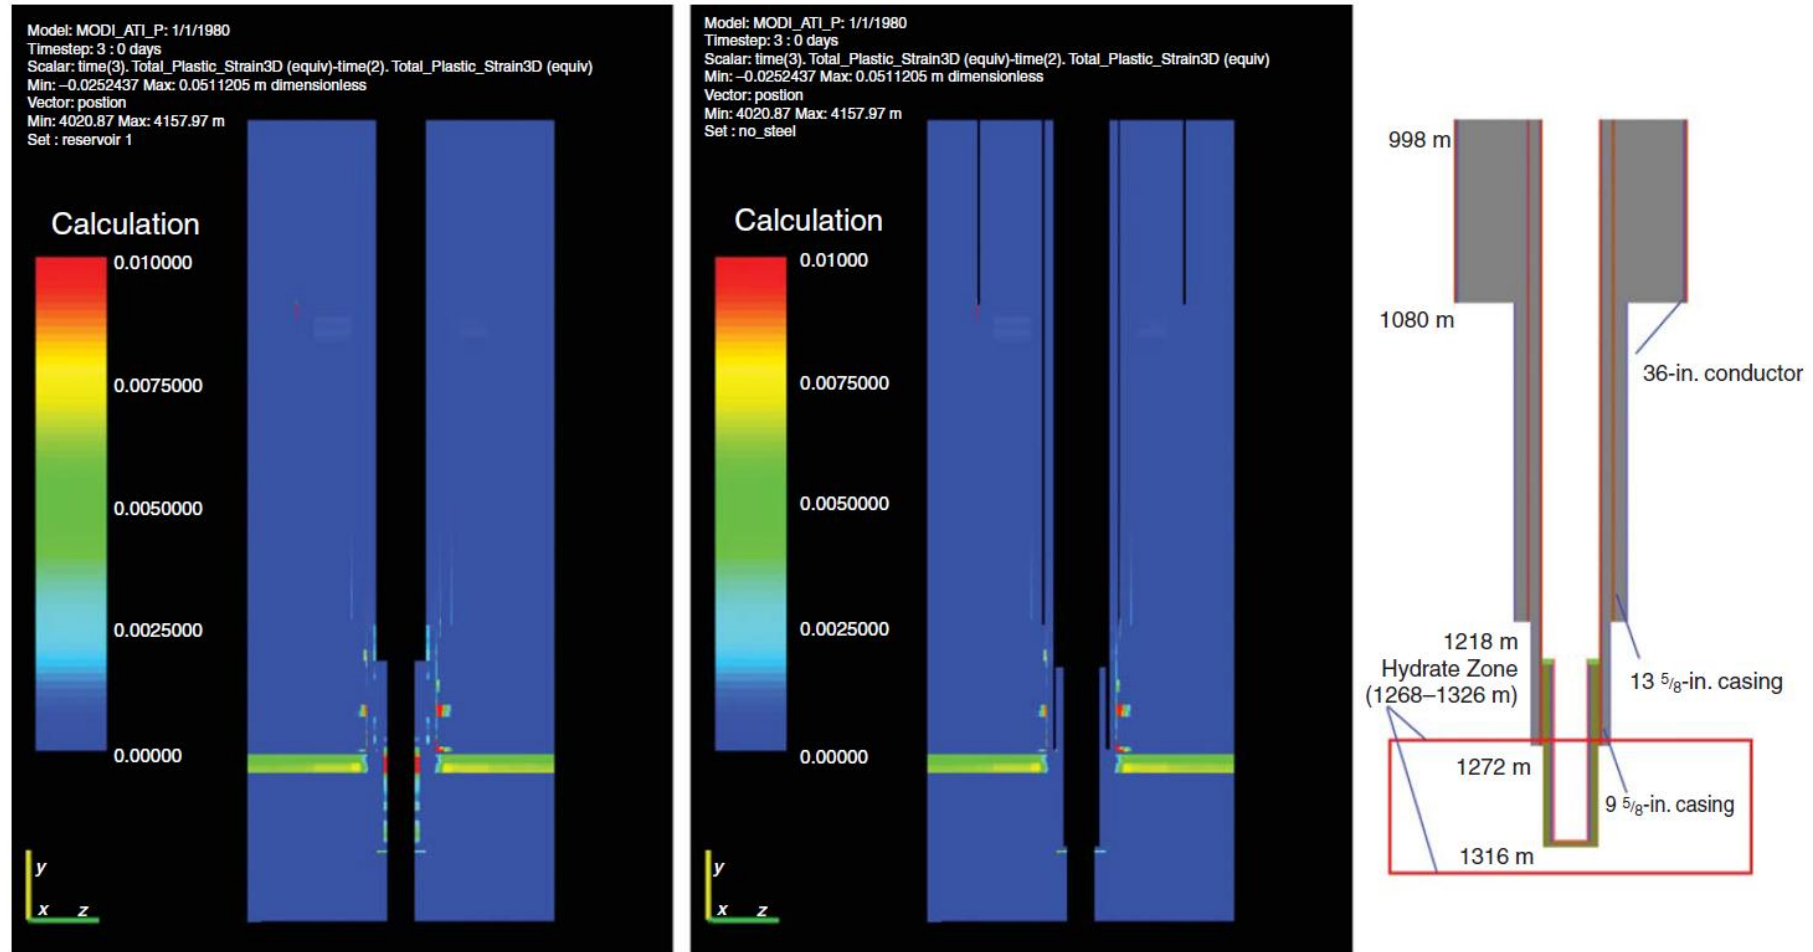 Model: MODI_ATI_P: 1/1/1980
Timestep: 3 : 0 days
Scalar: time(3). Total_Plastic_Strain3D (equiv)-time(2). Total_Plastic_Strain3D (equiv)
Min: –0.0252437 Max: 0.0511205 m dimensionless
Vector: postion
Min: 4020.87 Max: 4157.97 m
Set : reservoir 1
Calculation
0.010000
0.0075000
0.0050000
0.0025000
0.00000
y
x z
Model: MODI_ATI_P: 1/1/1980
Timestep: 3 : 0 days
Scalar: time(3). Total_Plastic_Strain3D (equiv)-time(2). Total_Plastic_Strain3D (equiv)
Min: –0.0252437 Max: 0.0511205 m dimensionless
Vector: postion
Min: 4020.87 Max: 4157.97 m
Set : no_steel
Calculation
0.01000
0.0075000
0.0050000
0.0025000
0.00000
y
x z
998 m
1080 m
36-in. conductor
1218 m
Hydrate Zone
(1268–1326 m)
13 5/8-in. casing
1272 m
9 5/8-in. casing
1316 m